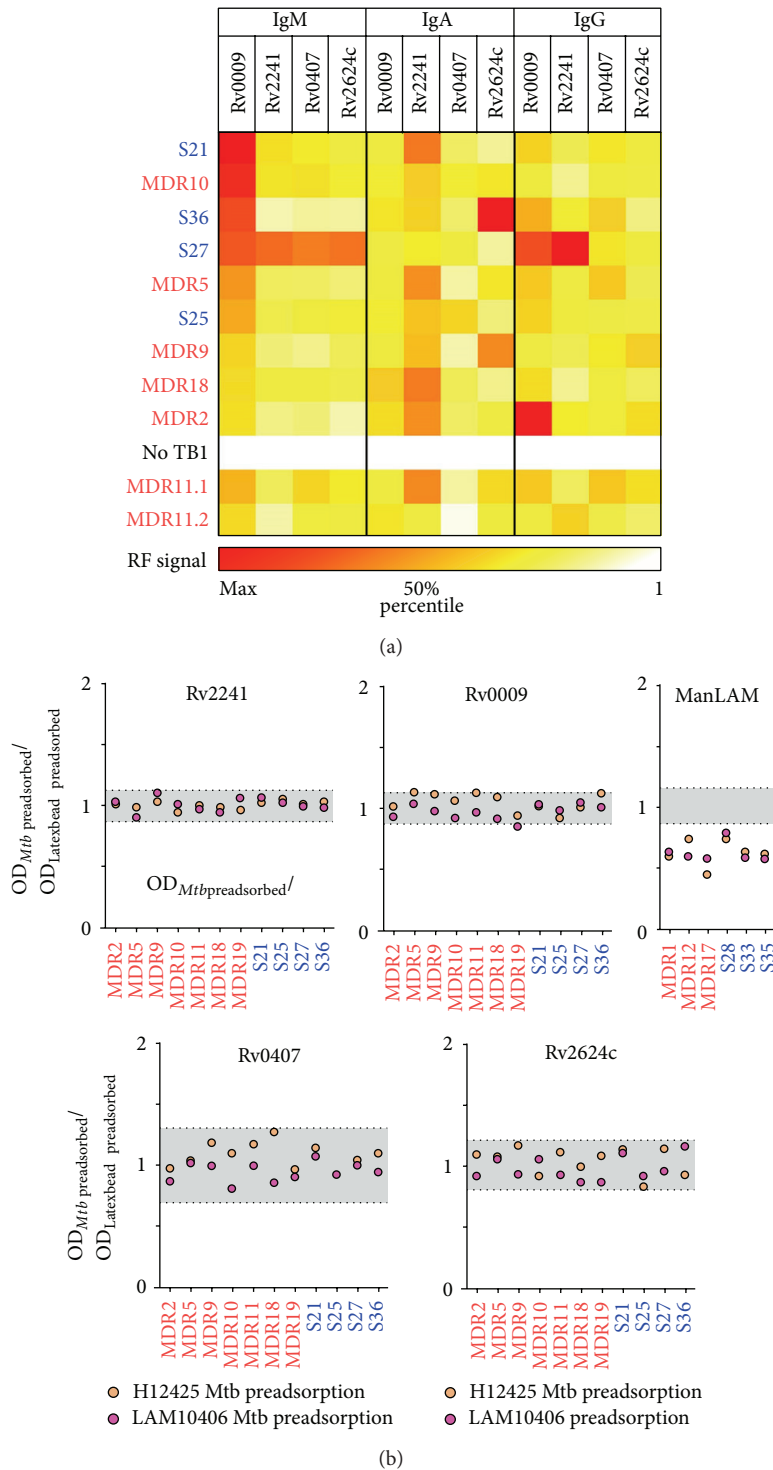 IgM IgA IgG
Rv0009 Rv2241 Rv0407 Rv2624c Rv0009 Rv2241 Rv0407 Rv2624c Rv0009 Rv2241 Rv0407 Rv2624c
S21
MDR10
S36
S27
MDR5
S25
MDR9
MDR18
MDR2
No TB1
MDR11.1
MDR11.2
RF signal
Max 50% 1
percentile
(a)
Rv2241
OD Mtb preadsorbed/
OD Latexbead preadsorbed
2
1
0
OD Mtbpreadsorbed/
MDR2 MDR5 MDR9 MDR10 MDR11 MDR18 MDR19 S21 S25 S27 S36
Rv0009
2
1
0
MDR2 MDR5 MDR9 MDR10 MDR11 MDR18 MDR19 S21 S25 S27 S36
ManLAM
2
1
0
MDR1 MDR12 MDR17 S28 S33 S35
Rv0407
OD Mtb preadsorbed/
OD Latexbead preadsorbed
2
1
0
MDR2 MDR5 MDR9 MDR10 MDR11 MDR18 MDR19 S21 S25 S27 S36
Rv2624c
2
1
0
MDR2 MDR5 MDR9 MDR10 MDR11 MDR18 MDR19 S21 S25 S27 S36
H12425 Mtb preadsorption
LAM10406 Mtb preadsorption
H12425 Mtb preadsorption
LAM10406 preadsorption
(b)